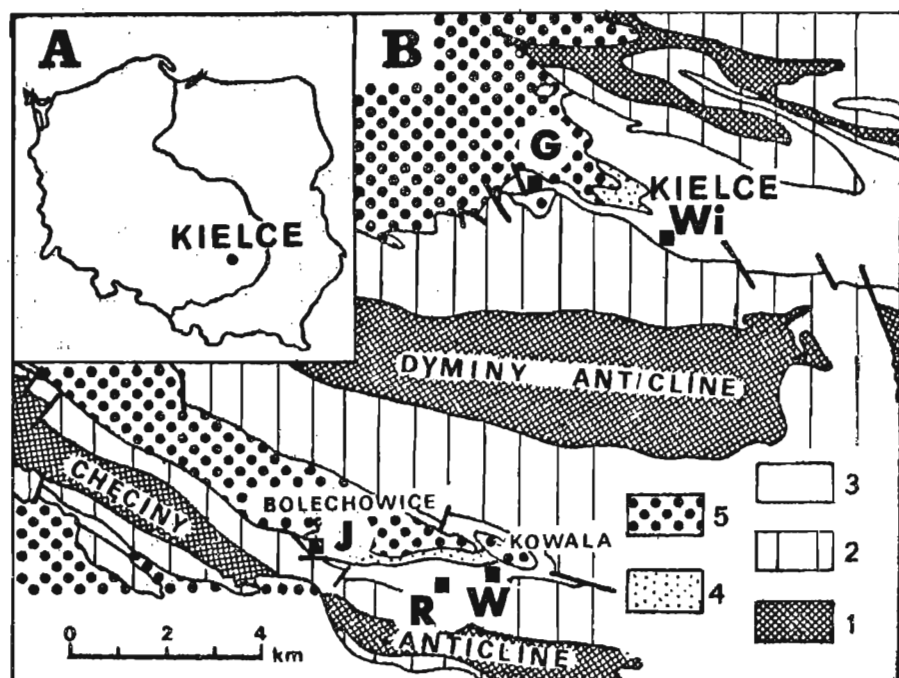 A
B
KIELCE
G
KIELCE
Wi
DYMINY ANTICLINE
CHECINY
BOLECHOWICE
J
KOWALA
R
W
ANTICLINE
0 2 4
km
5
4
3
2
1